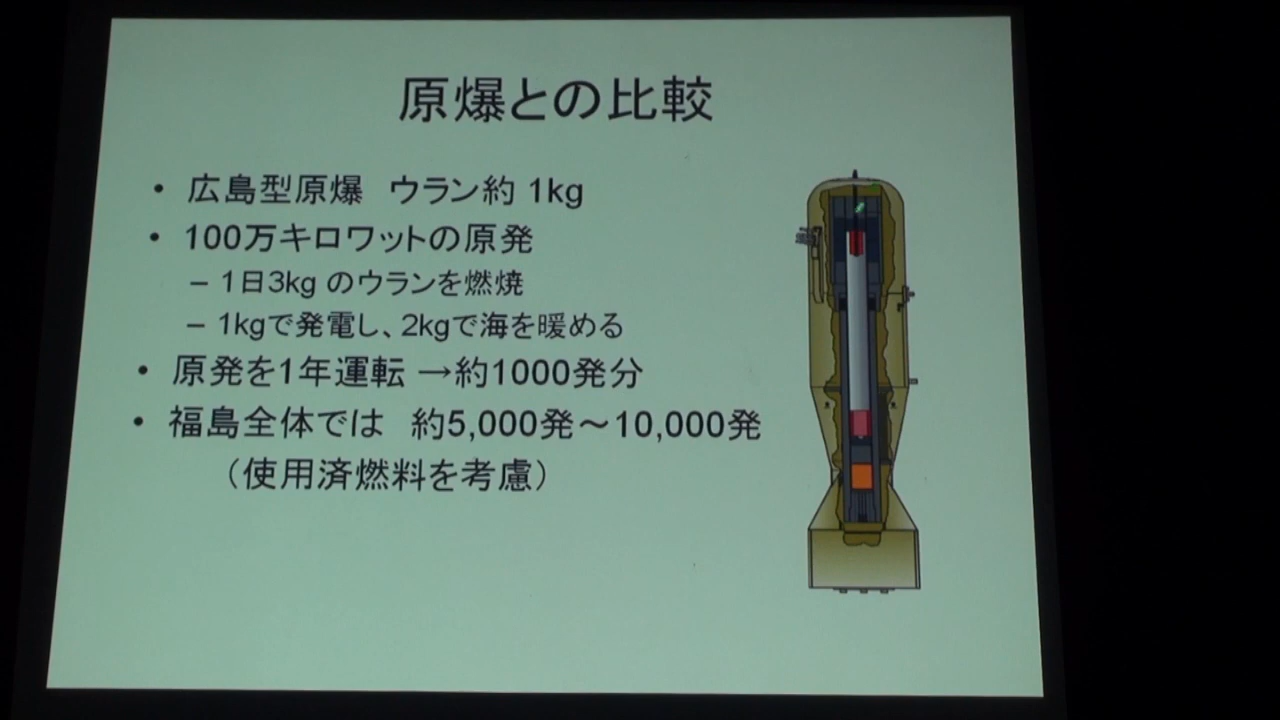 原爆との比較
• 広島型原爆　ウラン約 1kg
• 100万キロワットの原発
– 1日3kg のウランを燃焼
– 1kgで発電し、2kgで海を暖める
• 原発を1年運転 →約1000発分
• 福島全体では　約5,000発～10,000発
（使用済燃料を考慮）